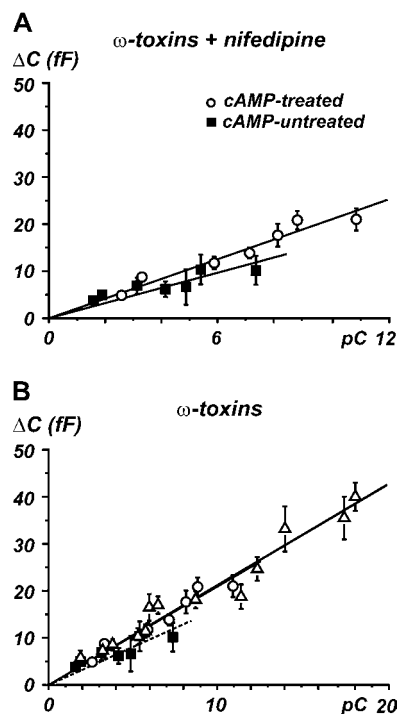 A
ω-toxins + nifedipine
ΔC (fF)
50
cAMP-treated
cAMP-untreated
40
30
20
10
0
0
6
pC 12
B
ω-toxins
ΔC (fF)
50
40
30
20
10
0
0
10
pC 20